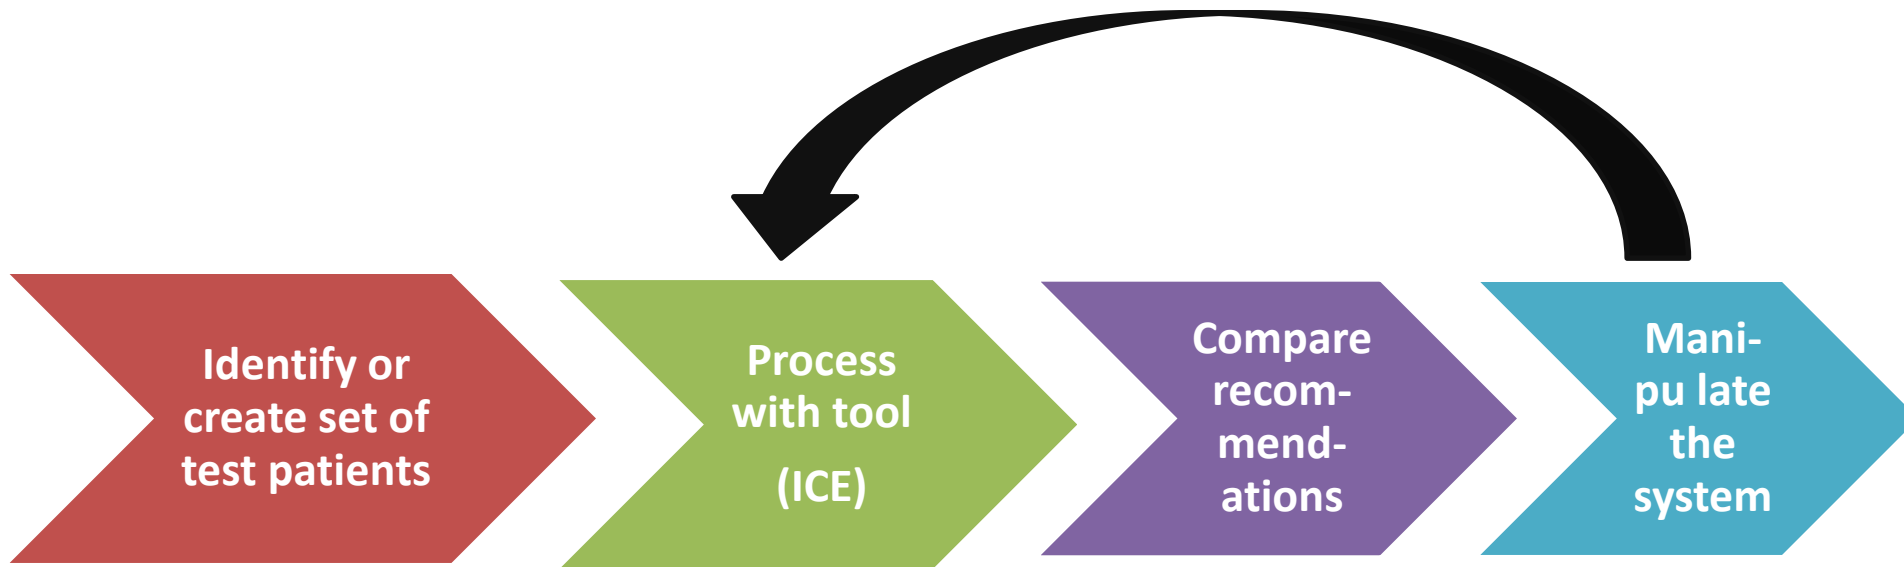 Identify or
create set of
test patients
Process
with tool
(ICE)
Compare
recom-
mend-
ations
Mani-
pu late
the
system